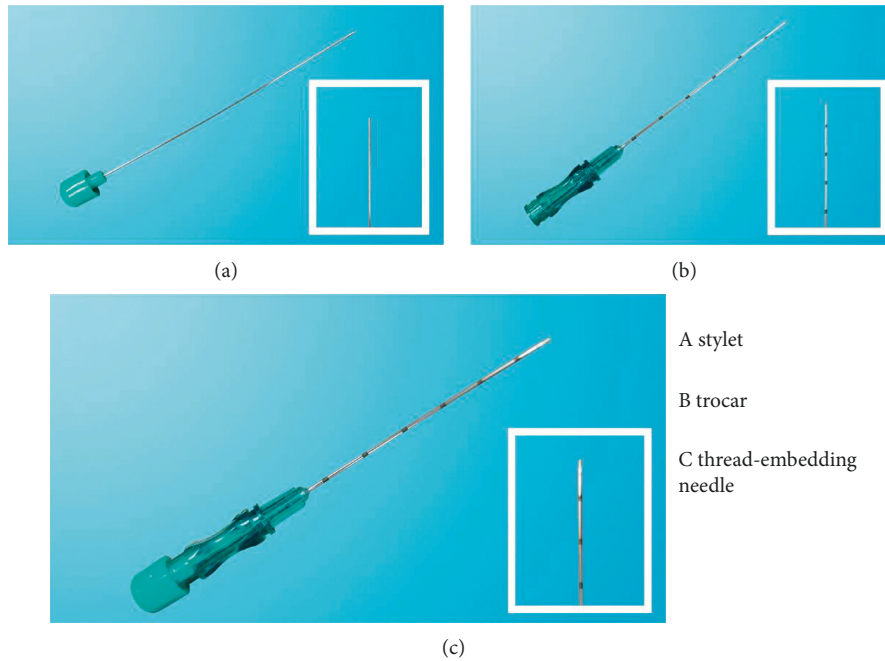 (a)
(b)
A stylet
B trocar
C thread-embedding
needle
(c)